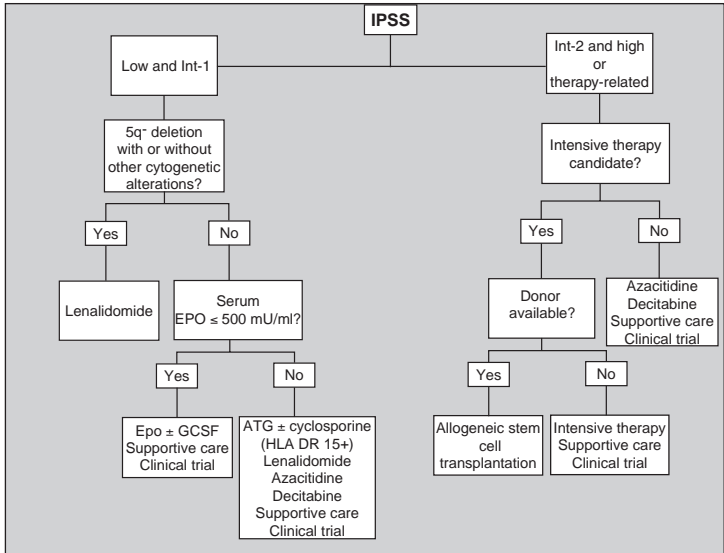 IPSS
Low and Int-1
Int-2 and high
or
therapy-related
5q- deletion
with or without
other cytogenetic
alterations?
Intensive therapy
candidate?
Yes
No
Yes
No
Lenalidomide
Serum
EPO ≤ 500 mU/ml?
Donor
available?
Azacitidine
Decitabine
Supportive care
Clinical trial
Yes
No
Yes
No
Epo ± GCSF
Supportive care
Clinical trial
ATG ± cyclosporine
(HLA DR 15+)
Lenalidomide
Azacitidine
Decitabine
Supportive care
Clinical trial
Allogeneic stem
cell
transplantation
Intensive therapy
Supportive care
Clinical trial